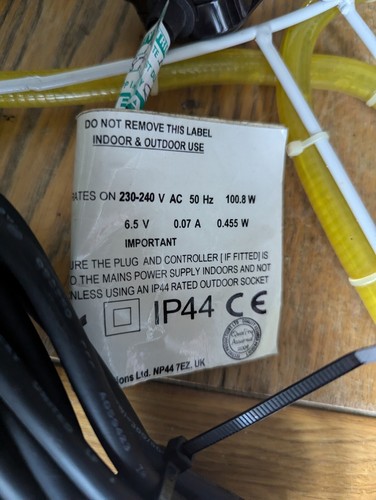 DO NOT REMOVE THIS LABEL
INDOOR & OUTDOOR USE
RATES ON 230-240 V AC 50 Hz 100.8 W
6.5 V 0.07 A 0.455 W
IMPORTANT
URE THE PLUG AND CONTROLLER [ IF FITTED] IS
O THE MAINS POWER SUPPLY INDOORS AND NOT
NLESS USING AN IP44 RATED OUTDOOR SOCKET
IP44 CE
ions Ltd. NP44 7EZ. UK